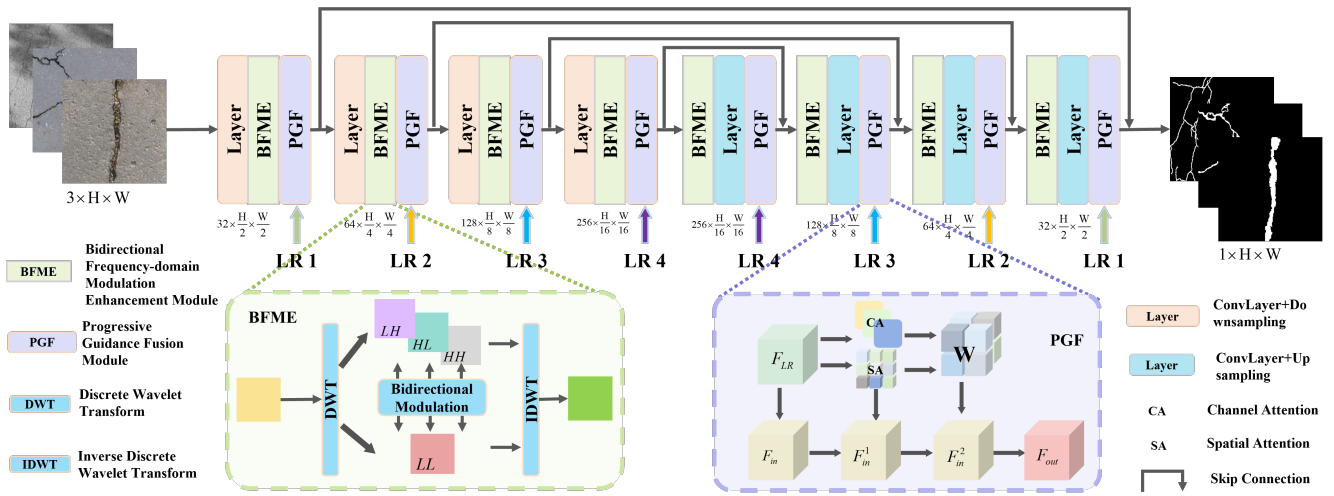 3×H×W
Layer BFME PGF
Layer BFME PGF
Layer BFME PGF
Layer BFME PGF
BFME Layer PGF
BFME Layer PGF
BFME Layer PGF
BFME Layer PGF
1×H×W
32× H/2 × W/2
64× H/4 × W/4
128× H/8 × W/8
256× H/16 × W/16
256× H/16 × W/16
128× H/8 × W/8
64× H/4 × W/4
32× H/2 × W/2
LR 1
LR 2
LR 3
LR 4
LR 4
LR 3
LR 2
LR 1
BFME
Bidirectional
Frequency-domain
Modulation
Enhancement Module
PGF
Progressive
Guidance Fusion
Module
DWT
Discrete Wavelet
Transform
IDWT
Inverse Discrete
Wavelet Transform
BFME
DWT
LH
HL
HH
Bidirectional
Modulation
LL
IDWT
PGF
F_LR
CA
SA
W
F_in
F_in^1
F_in^2
F_out
Layer
ConvLayer+Do
wnsampling
Layer
ConvLayer+Up
sampling
CA
Channel Attention
SA
Spatial Attention
Skip Connection